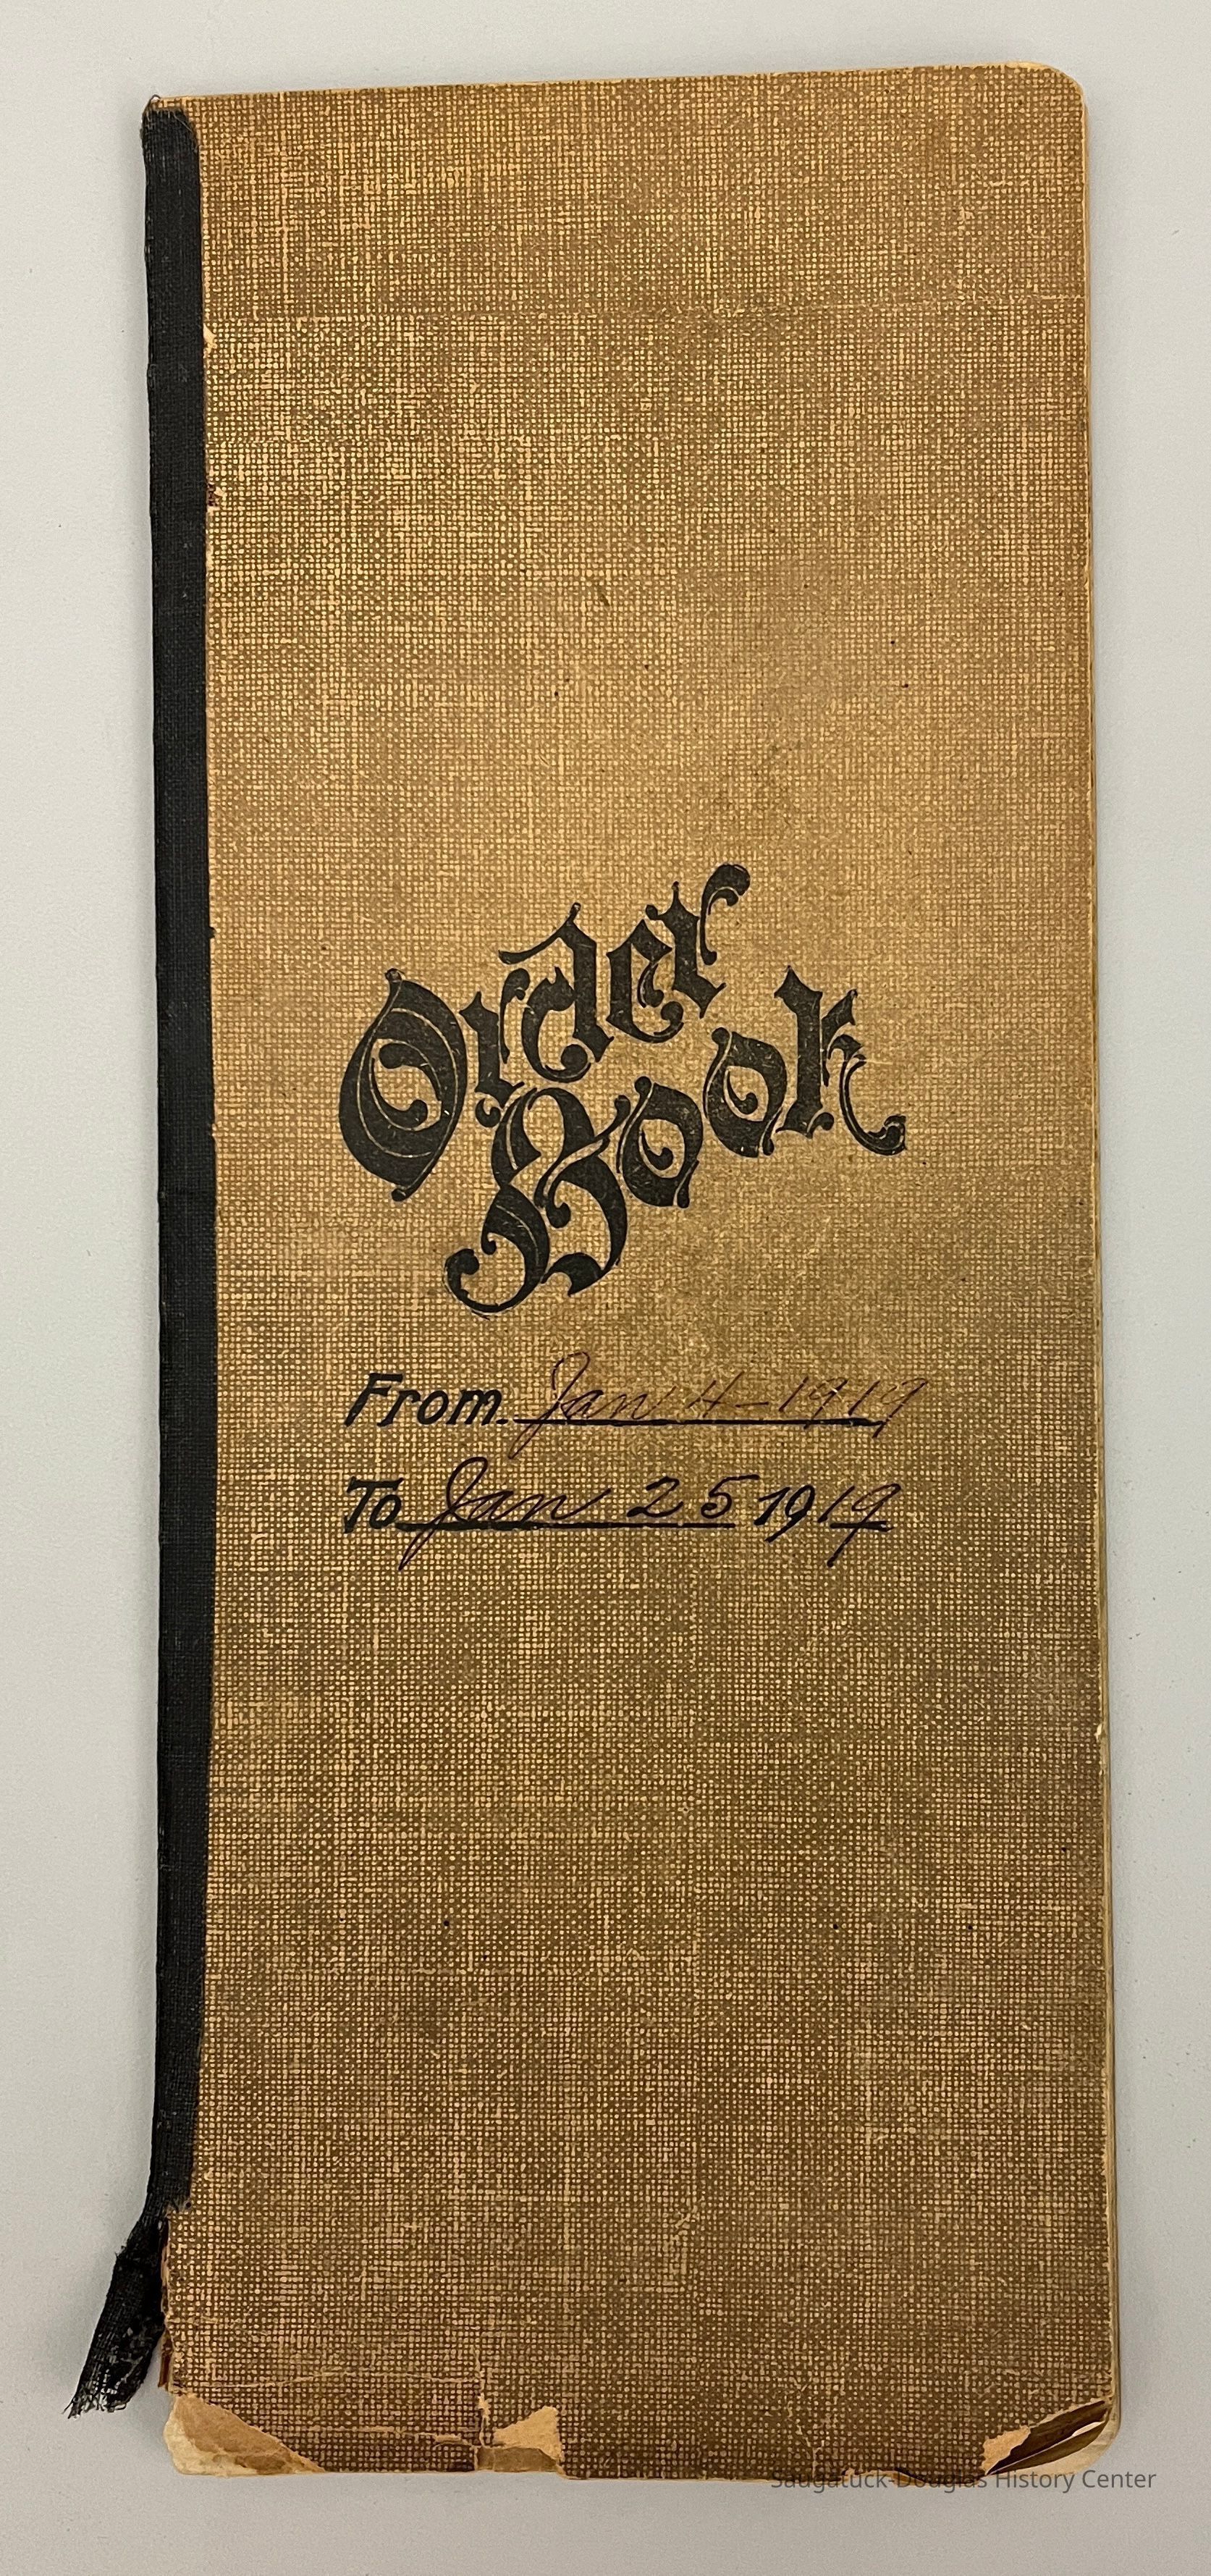 Order
Book
From Jan 4-1919
To Jan 25 1919
Saugatuck-Douglas History Center